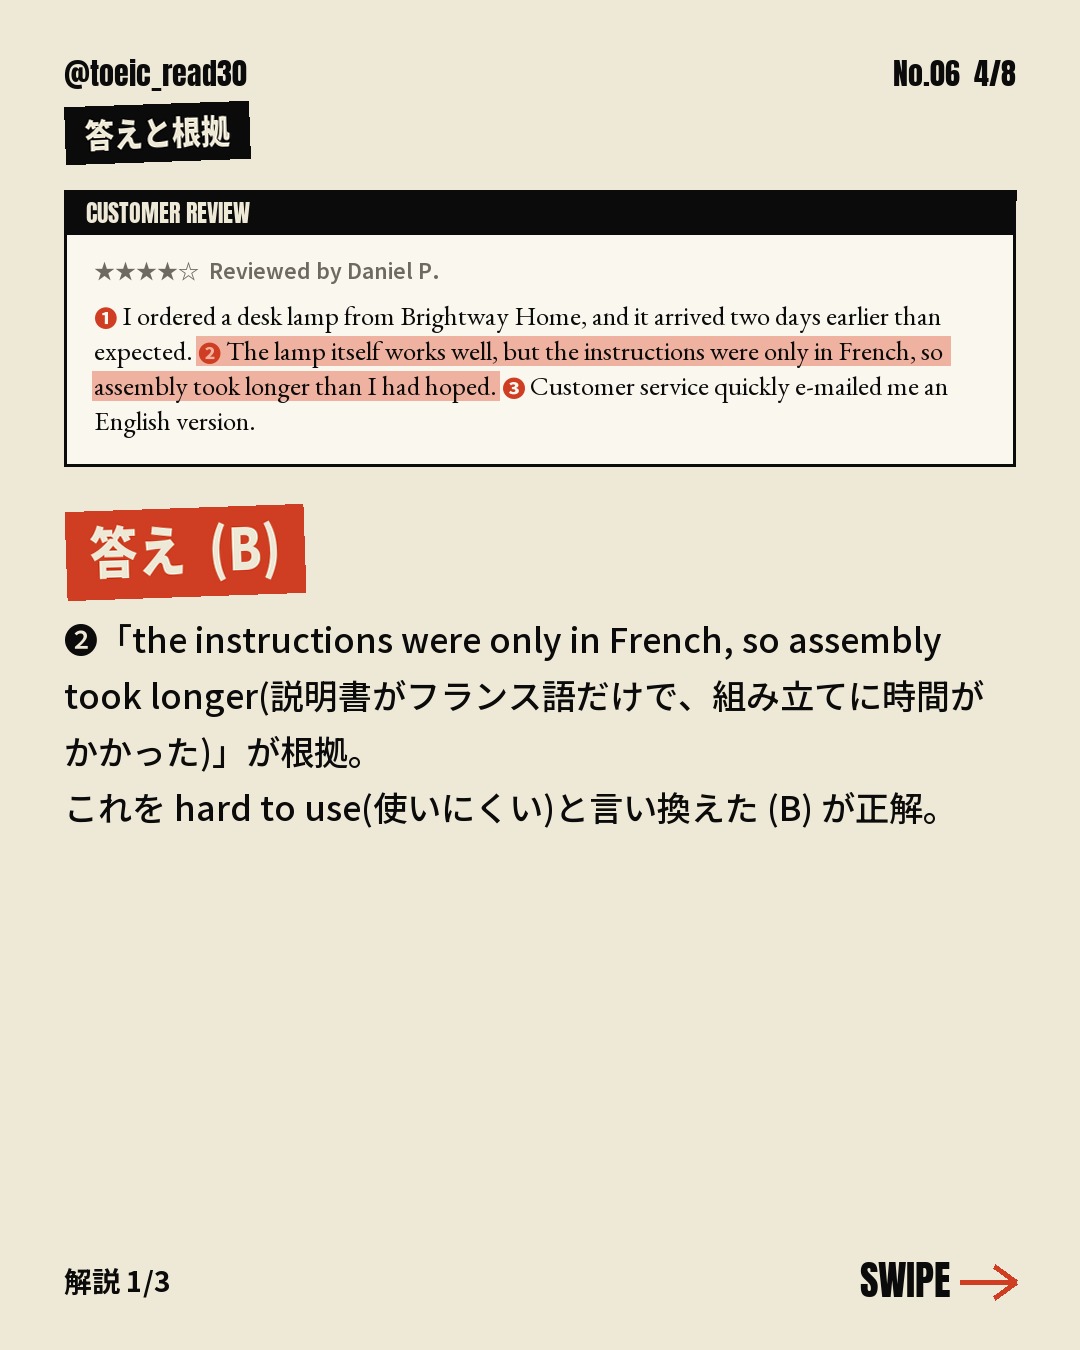 @toeic_read30
No.06 4/8
答えと根拠
CUSTOMER REVIEW
★★★★☆ Reviewed by Daniel P.
❶ I ordered a desk lamp from Brightway Home, and it arrived two days earlier than
expected. ❷ The lamp itself works well, but the instructions were only in French, so
assembly took longer than I had hoped. ❸ Customer service quickly e-mailed me an
English version.
答え (B)
❷「the instructions were only in French, so assembly
took longer(説明書がフランス語だけで、組み立てに時間が
かかった)」が根拠。
これを hard to use(使いにくい)と言い換えた (B) が正解。
解説 1/3
SWIPE →